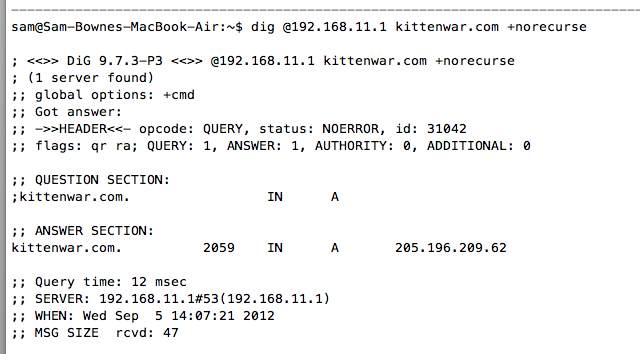 sam@Sam-Bownes-MacBook-Air:~$ dig @192.168.11.1 kittenwar.com +norecurse
; <<>> DiG 9.7.3-P3 <<>> @192.168.11.1 kittenwar.com +norecurse
; (1 server found)
;; global options: +cmd
;; Got answer:
;; ->>HEADER<<- opcode: QUERY, status: NOERROR, id: 31042
;; flags: qr ra; QUERY: 1, ANSWER: 1, AUTHORITY: 0, ADDITIONAL: 0
;; QUESTION SECTION:
;kittenwar.com. IN A
;; ANSWER SECTION:
kittenwar.com. 2059 IN A 205.196.209.62
;; Query time: 12 msec
;; SERVER: 192.168.11.1#53(192.168.11.1)
;; WHEN: Wed Sep  5 14:07:21 2012
;; MSG SIZE  rcvd: 47